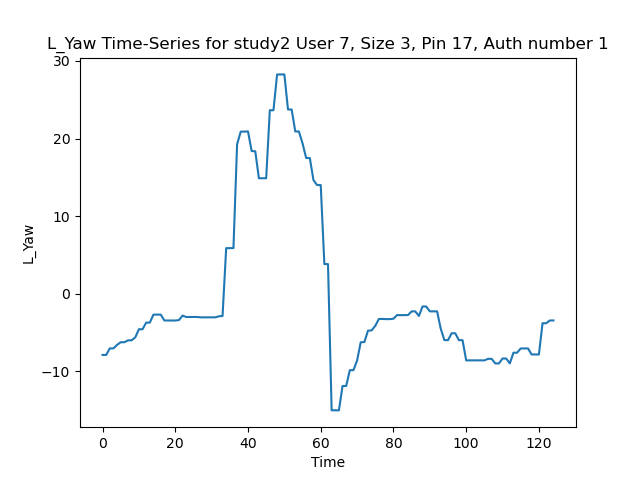 L_Yaw Time-Series for study2 User 7, Size 3, Pin 17, Auth number 1
30
20
10
0
−10
L_Yaw
0 20 40 60 80 100 120
Time